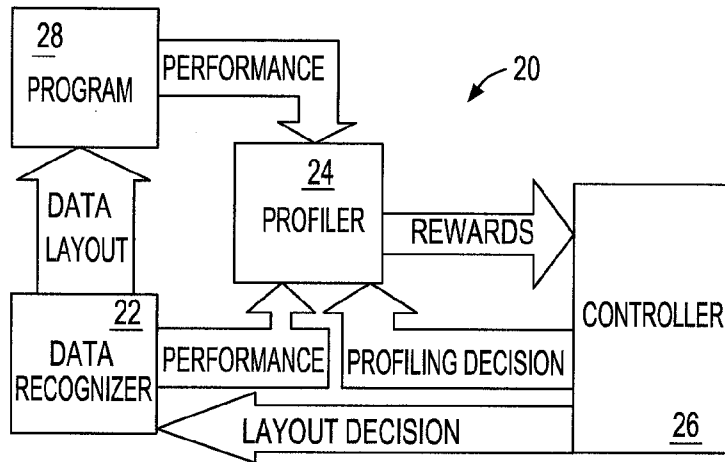 28
PROGRAM
PERFORMANCE
20
24
PROFILER
REWARDS
DATA
LAYOUT
CONTROLLER
22
DATA
RECOGNIZER
PERFORMANCE
PROFILING DECISION
LAYOUT DECISION
26